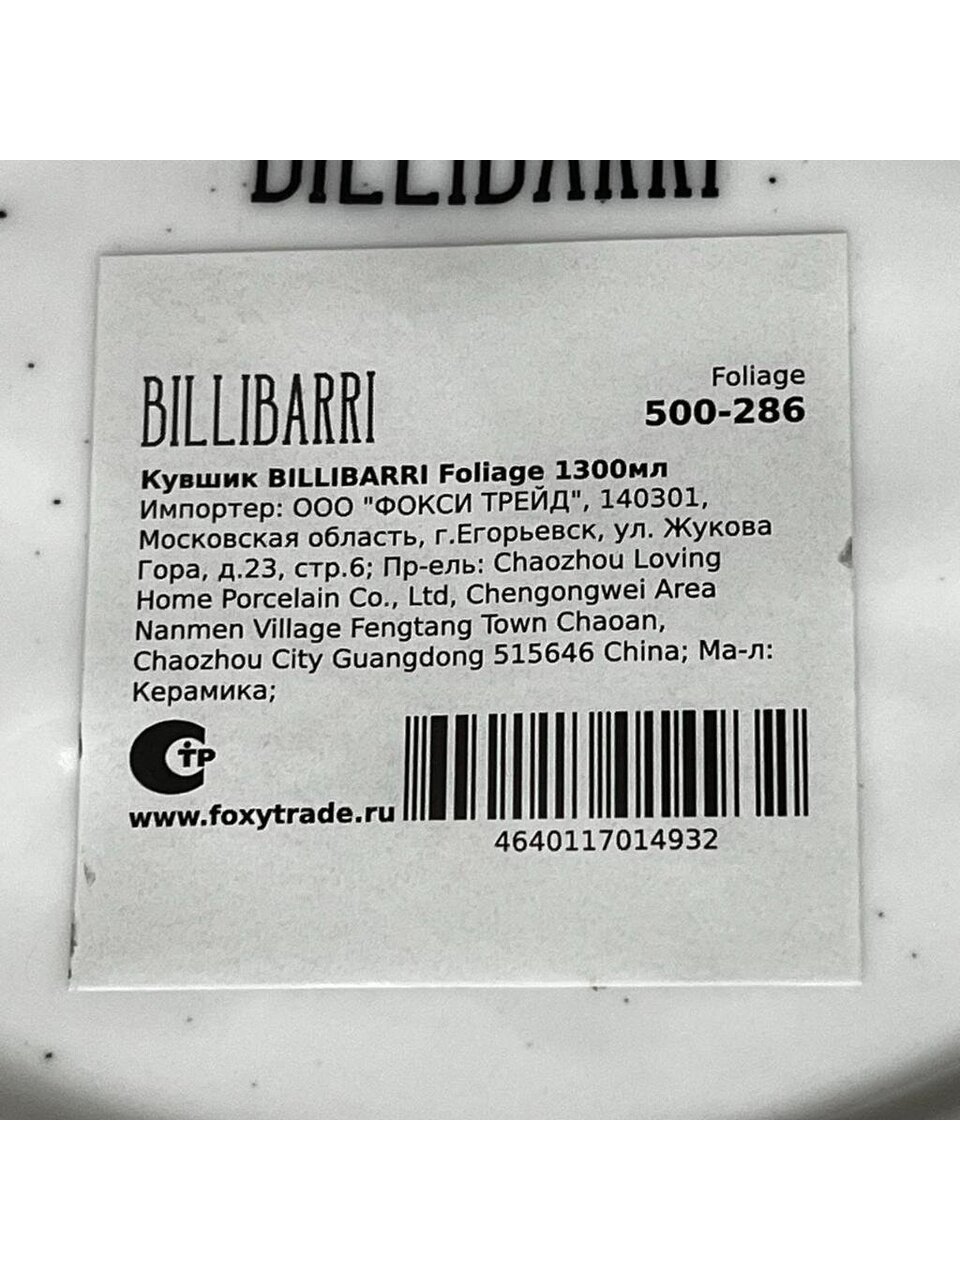 BILLIBARRI
BILLIBARRI
Foliage
500-286
Кувшик BILLIBARRI Foliage 1300мл
Импортер: ООО "ФОКСИ ТРЕЙД", 140301,
Московская область, г.Егорьевск, ул. Жукова
Гора, д.23, стр.6; Пр-ель: Chaozhou Loving
Home Porcelain Co., Ltd, Chengongwei Area
Nanmen Village Fengtang Town Chaoan,
Chaozhou City Guangdong 515646 China; Ма-л:
Керамика;
СТР
www.foxytrade.ru
4640117014932